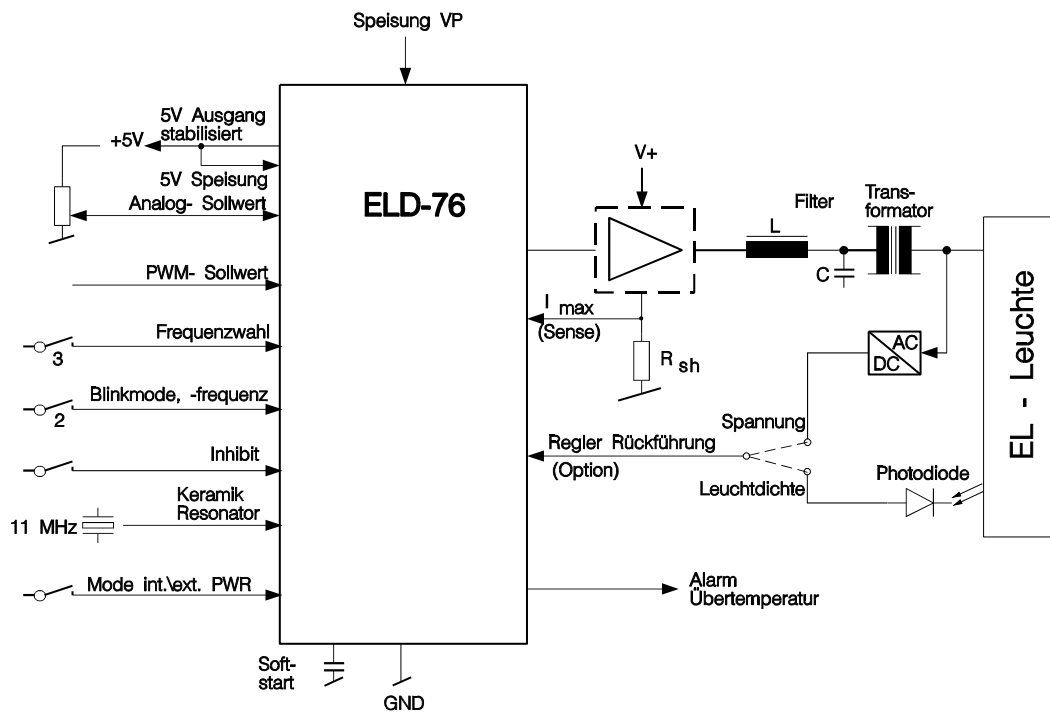 Speisung VP
5V Ausgang
stabilisiert
+5V
5V Speisung
Analog- Sollwert
ELD-76
PWM- Sollwert
Frequenzwahl
3
Blinkmode, -frequenz
2
Inhibit
Keramik
Resonator
11 MHz
Mode int.\ext. PWR
Soft-
start
GND
V+
Filter
Trans-
formator
L
C
I max
(Sense)
R sh
AC
DC
Spannung
Regler Rückführung
(Option)
Leuchtdichte
Photodiode
EL - Leuchte
Alarm
Übertemperatur